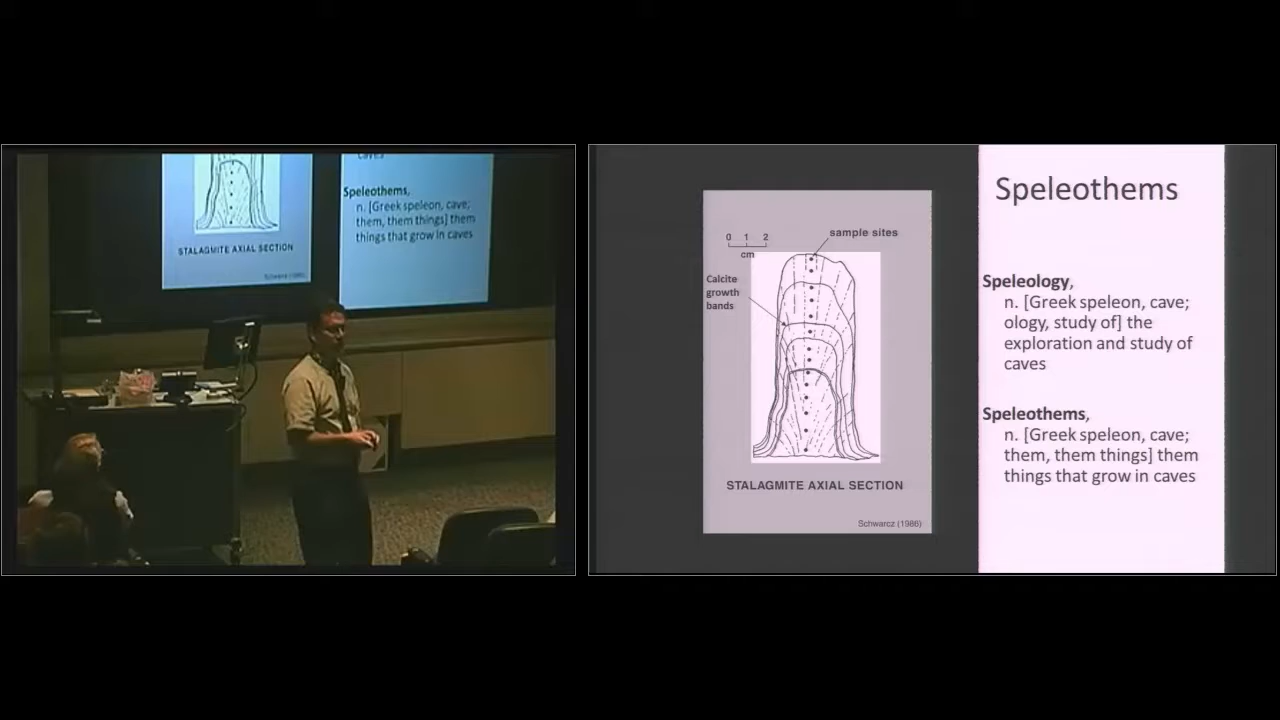 caves
Speleothems,
n. [Greek speleon, cave;
them, them things] them
things that grow in caves
STALAGMITE AXIAL SECTION
Schwarcz (1986)
Speleothems
0 1 2
cm
sample sites
Calcite
growth
bands
STALAGMITE AXIAL SECTION
Schwarcz (1986)
Speleology,
n. [Greek speleon, cave;
ology, study of] the
exploration and study of
caves
Speleothems,
n. [Greek speleon, cave;
them, them things] them
things that grow in caves